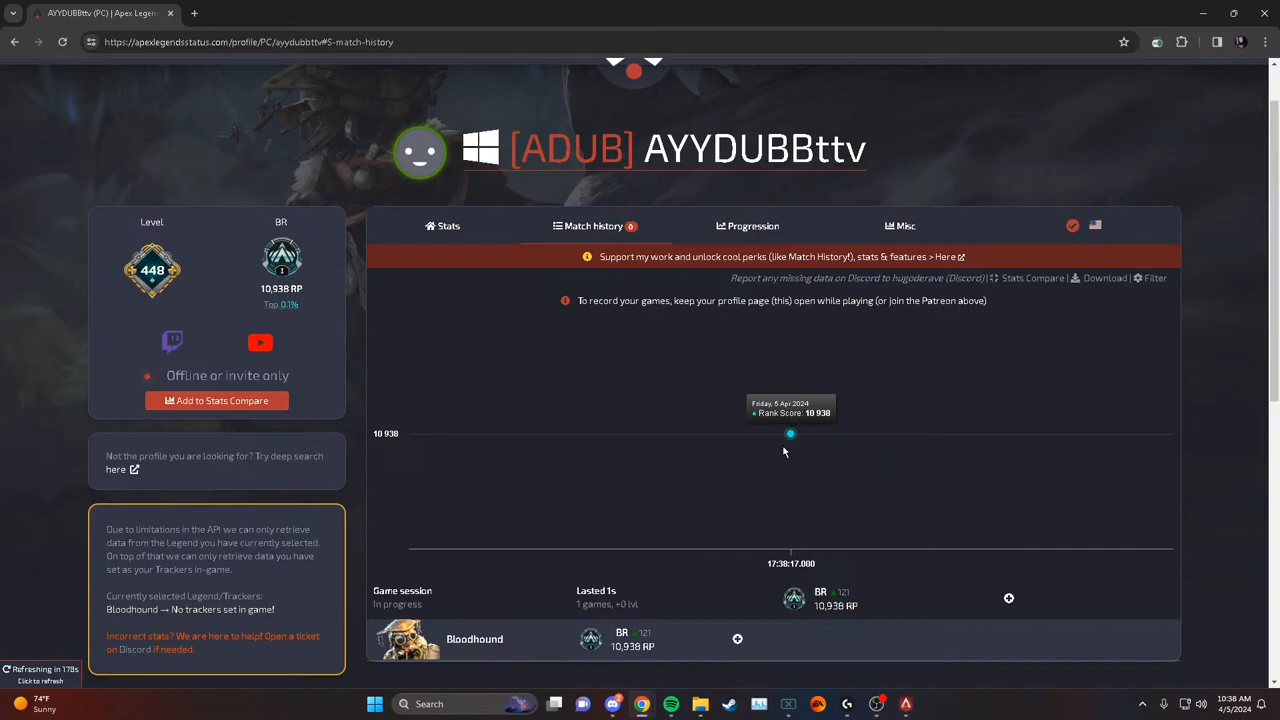 AYYDUBBttv (PC) | Apex Legen
https://apexlegendsstatus.com/profile/PC/ayydubbttv#S-match-history
[ADUB] AYYDUBBttv
Level
BR
448
1
10,938 RP
Top 0.1%
Offline or invite only
Add to Stats Compare
Not the profile you are looking for? Try deep search
here
Due to limitations in the API we can only retrieve
data from the Legend you have currently selected.
On top of that we can only retrieve data you have
set as your Trackers in-game.
Currently selected Legend/Trackers:
Bloodhound → No trackers set in game!
Incorrect stats? We are here to help! Open a ticket
on Discord if needed.
Refreshing in 178s
Click to refresh
Stats
Match history 0
Progression
Misc
Support my work and unlock cool perks (like Match History!), stats & features > Here
Report any missing data on Discord to hugoderave (Discord) | Stats Compare | Download | Filter
To record your games, keep your profile page (this) open while playing (or join the Patreon above)
Friday, 5 Apr 2024
Rank Score: 10 938
10 938
17:38:17.000
Game session
In progress
Lasted 1s
1 games, +0 lvl
BR ▲121
10,938 RP
Bloodhound
BR ▲121
10,938 RP
74°F
Sunny
Search
2
10:38 AM
4/5/2024